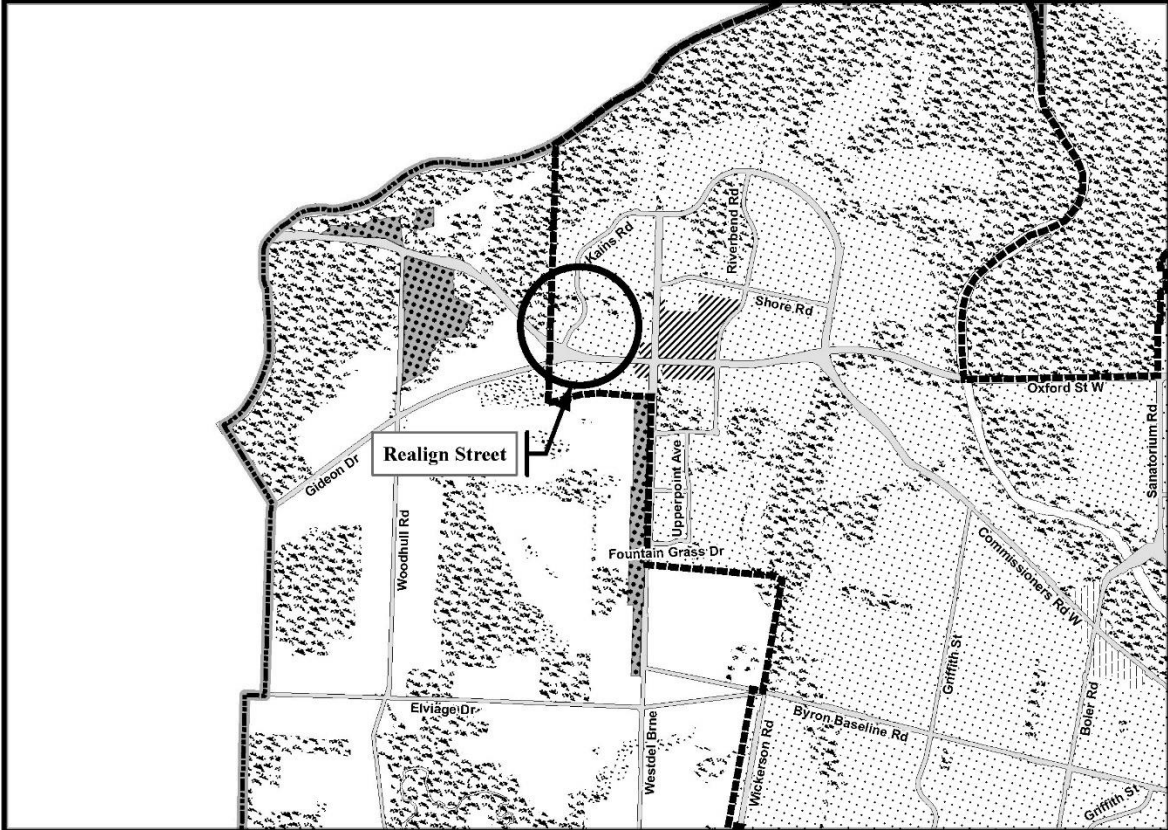 Kains Rd
Riverbend Rd
Shore Rd
Oxford St W
Sanatorium Rd
Realign Street
Gideon Dr
Woodhull Rd
Upperpoint Ave
Fountain Grass Dr
Commissioners Rd W
Griffith St
Boler Rd
Elviage Dr
Westdel Brne
Wickerson Rd
Byron Baseline Rd
Griffith St